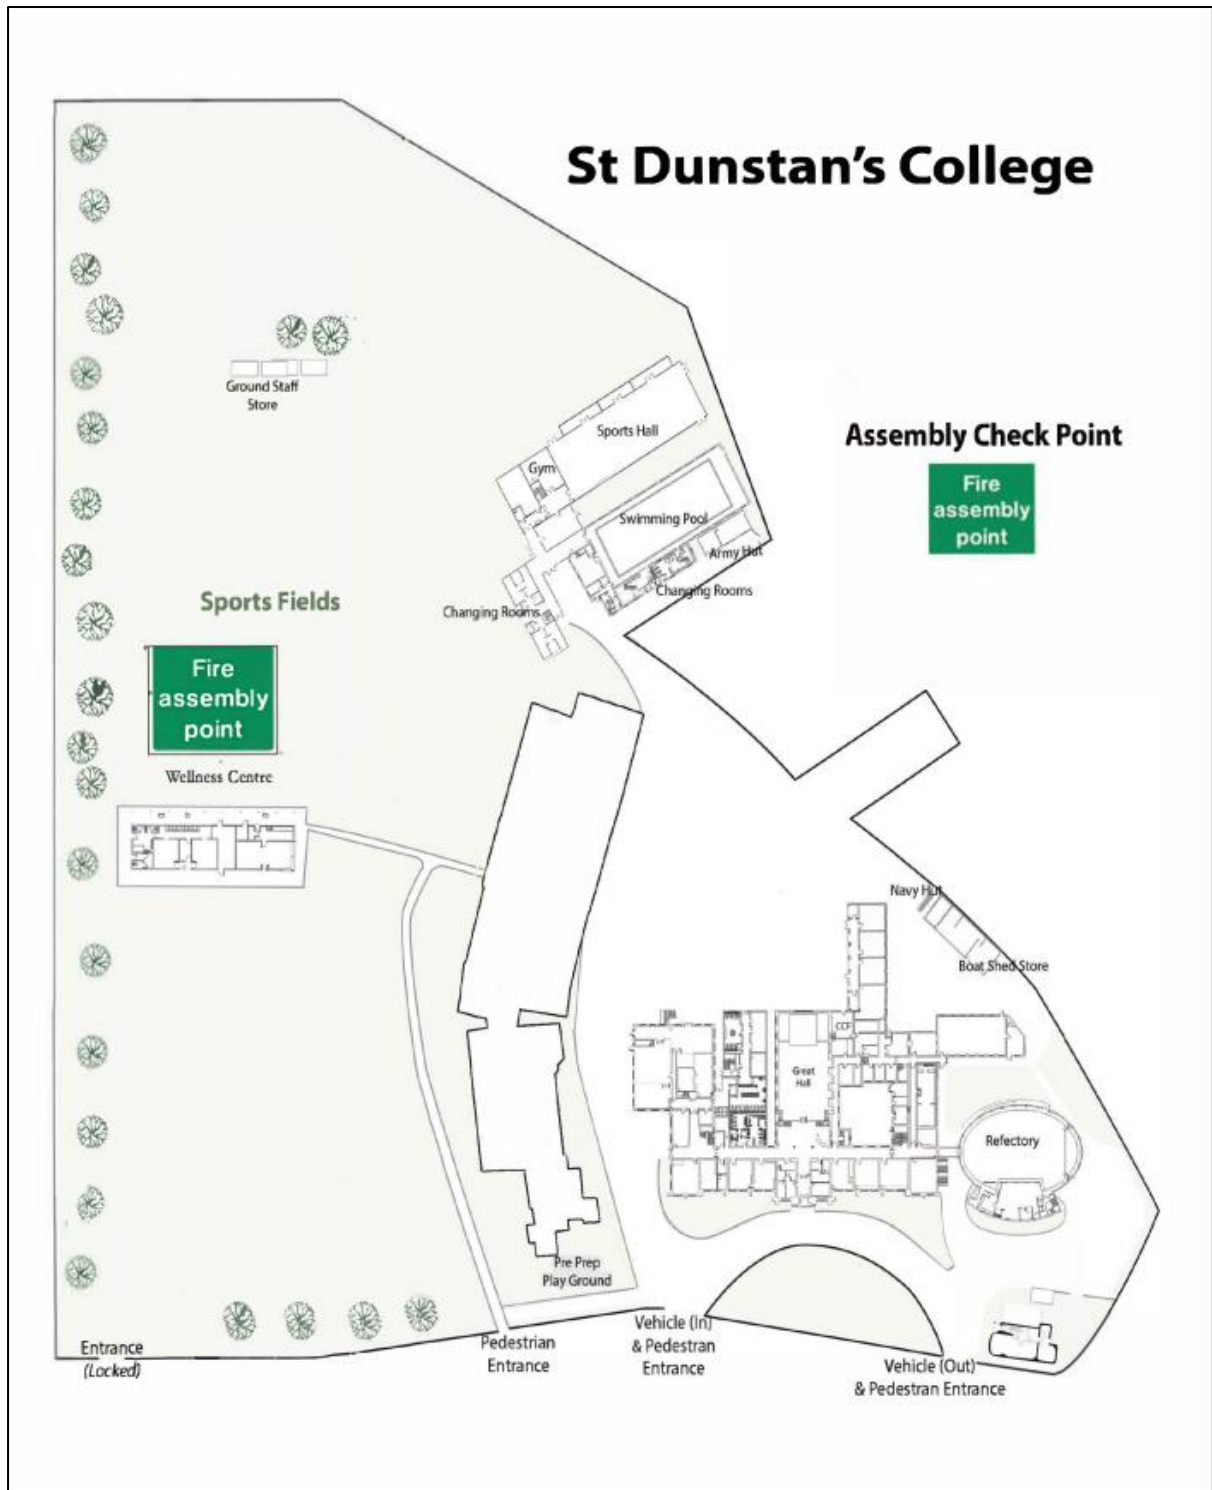 St Dunstan's College
Ground Staff
Store
Sports Hall
Assembly Check Point
Gym
Fire
assembly
point
Swimming Pool
Army Hut
Changing Rooms
Sports Fields
Changing Rooms
Fire
assembly
point
Wellness Centre
Navy Hut
Boat Shed Store
CCF
Great
Hall
Refectory
Pre Prep
Play Ground
Entrance
(Locked)
Pedestrian
Entrance
Vehicle (In)
& Pedestran
Entrance
Vehicle (Out)
& Pedestran Entrance